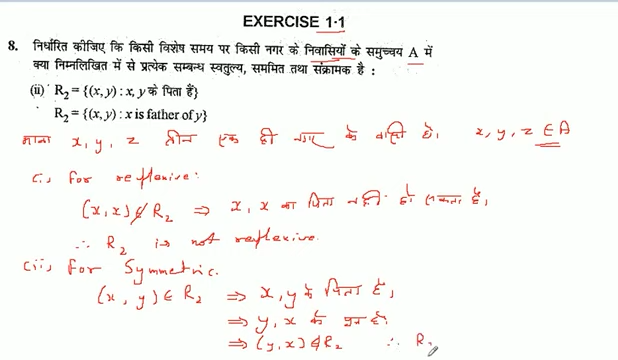 EXERCISE 1·1
8. निर्धारित कीजिए कि किसी विशेष समय पर किसी नगर के निवासियों के समुच्चय A में
क्या निम्नलिखित में से प्रत्येक सम्बन्ध स्वतुल्य, सममित तथा संक्रामक है :
(ii) R₂ = {(x, y) : x, y के पिता हैं}
R₂ = {(x, y) : x is father of y}
माना x, y, z तीन एक ही नगर के वासी है। x, y, z ∈ A
(i) For reflexive:
(x, x) ∉ R₂ ⇒ x, x का पिता नहीं हो सकता है,
∴ R₂ is not reflexive.
(ii) For Symmetric.
(x, y) ∈ R₂ ⇒ x, y के पिता है,
⇒ y, x के पुत्र है।
⇒ (y, x) ∉ R₂ ∴ R₂